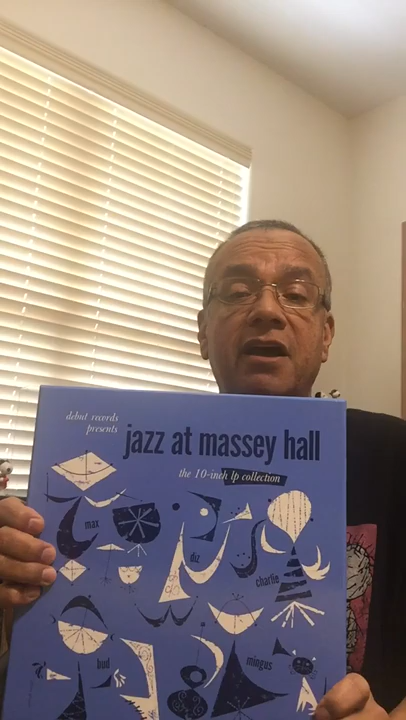 debut records
presents
jazz at massey hall
the 10-inch lp collection
max
diz
charlie
bud
mingus